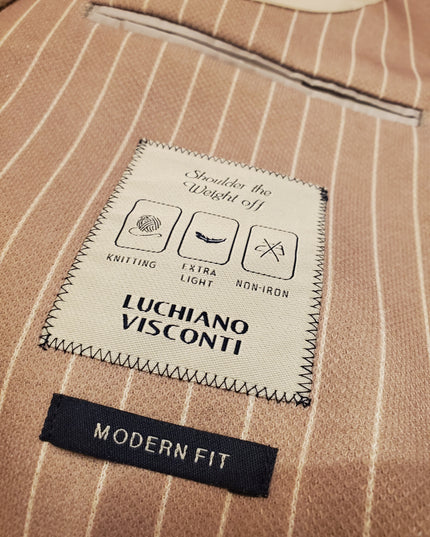 Shoulder the
Weight off
KNITTING
EXTRA
LIGHT
NON-IRON
LUCHIANO
VISCONTI
MODERN FIT